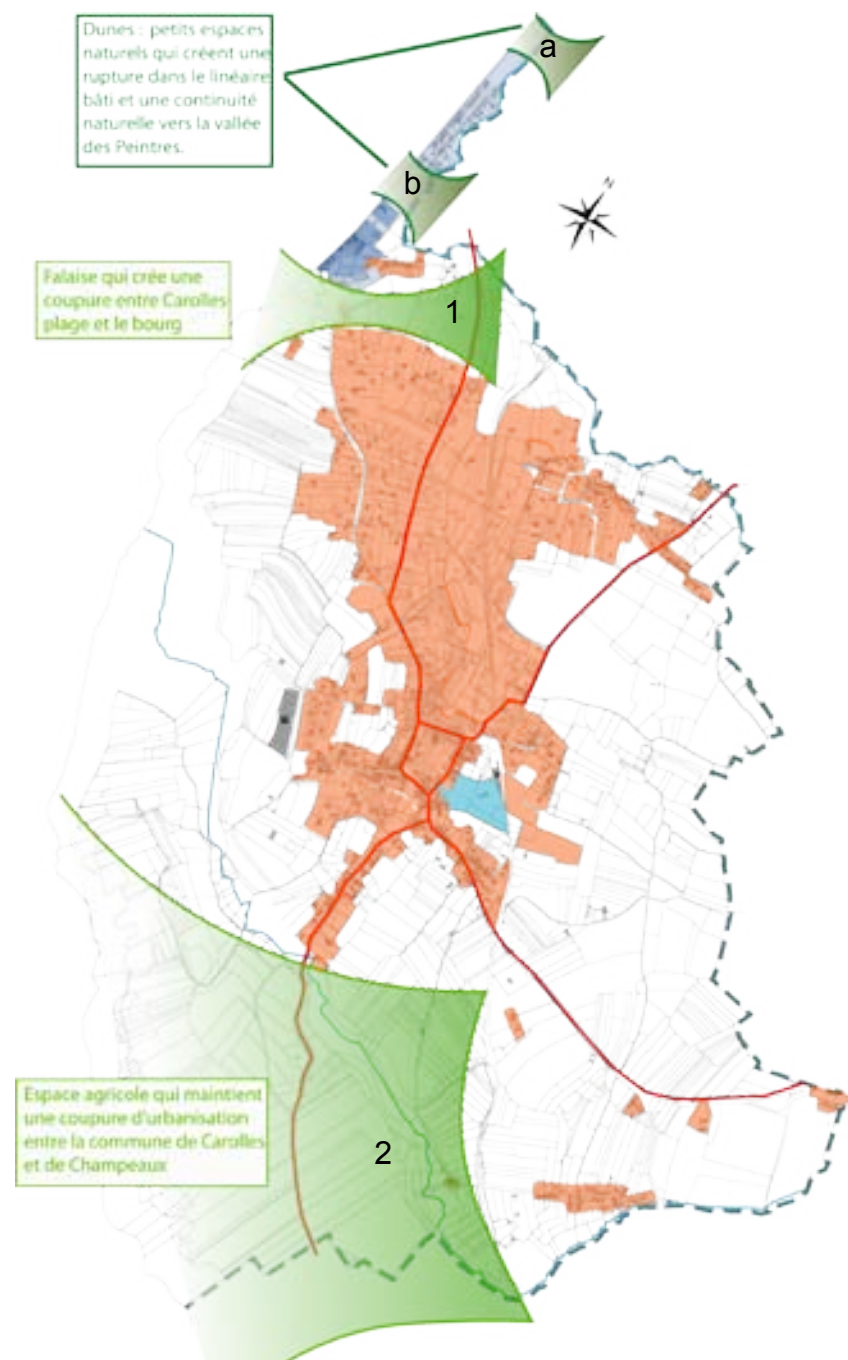 Dunes : petits espaces
naturels qui créent une
rupture dans le linéaire
bâti et une continuité
naturelle vers la vallée
des Peintres.
a
b
N
Falaise qui crée une
coupure entre Carolles
plage et le bourg
1
Espace agricole qui maintient
une coupure d'urbanisation
entre la commune de Carolles
et de Champeaux
2